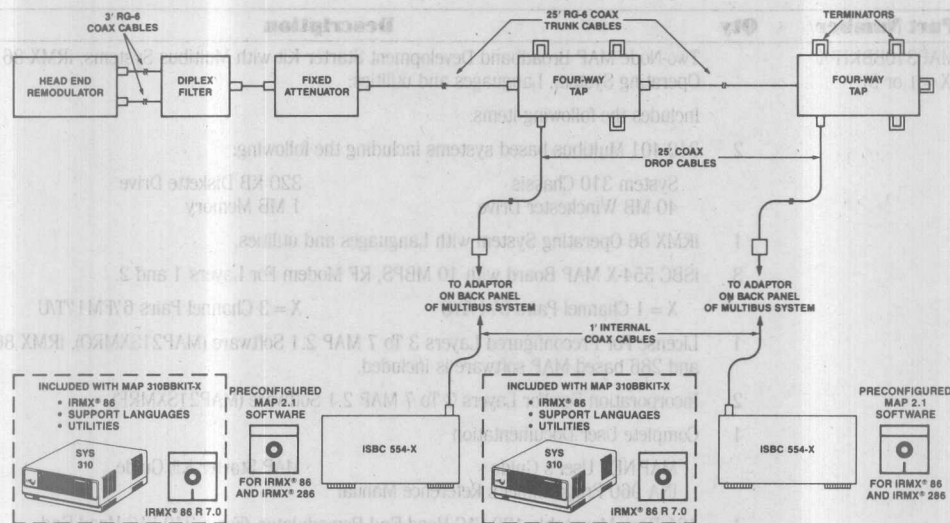 3' RG-6
COAX CABLES
25' RG-6 COAX
TRUNK CABLES
TERMINATORS
HEAD END
REMODULATOR
DIPLEX
FILTER
FIXED
ATTENUATOR
FOUR-WAY
TAP
FOUR-WAY
TAP
25' COAX
DROP CABLES
TO ADAPTOR
ON BACK PANEL
OF MULTIBUS SYSTEM
TO ADAPTOR
ON BACK PANEL
OF MULTIBUS SYSTEM
1' INTERNAL
COAX CABLES
INCLUDED WITH MAP 310BBKIT-X
* IRMX® 86
* SUPPORT LANGUAGES
* UTILITIES
SYS
310
IRMX® 86 R 7.0
PRECONFIGURED
MAP 2.1
SOFTWARE
FOR IRMX® 86
AND IRMX® 286
ISBC 554-X
INCLUDED WITH MAP 310BBKIT-X
* IRMX® 86
* SUPPORT LANGUAGES
* UTILITIES
SYS
310
IRMX® 86 R 7.0
ISBC 554-X
PRECONFIGURED
MAP 2.1
SOFTWARE
FOR IRMX® 86
AND IRMX® 286